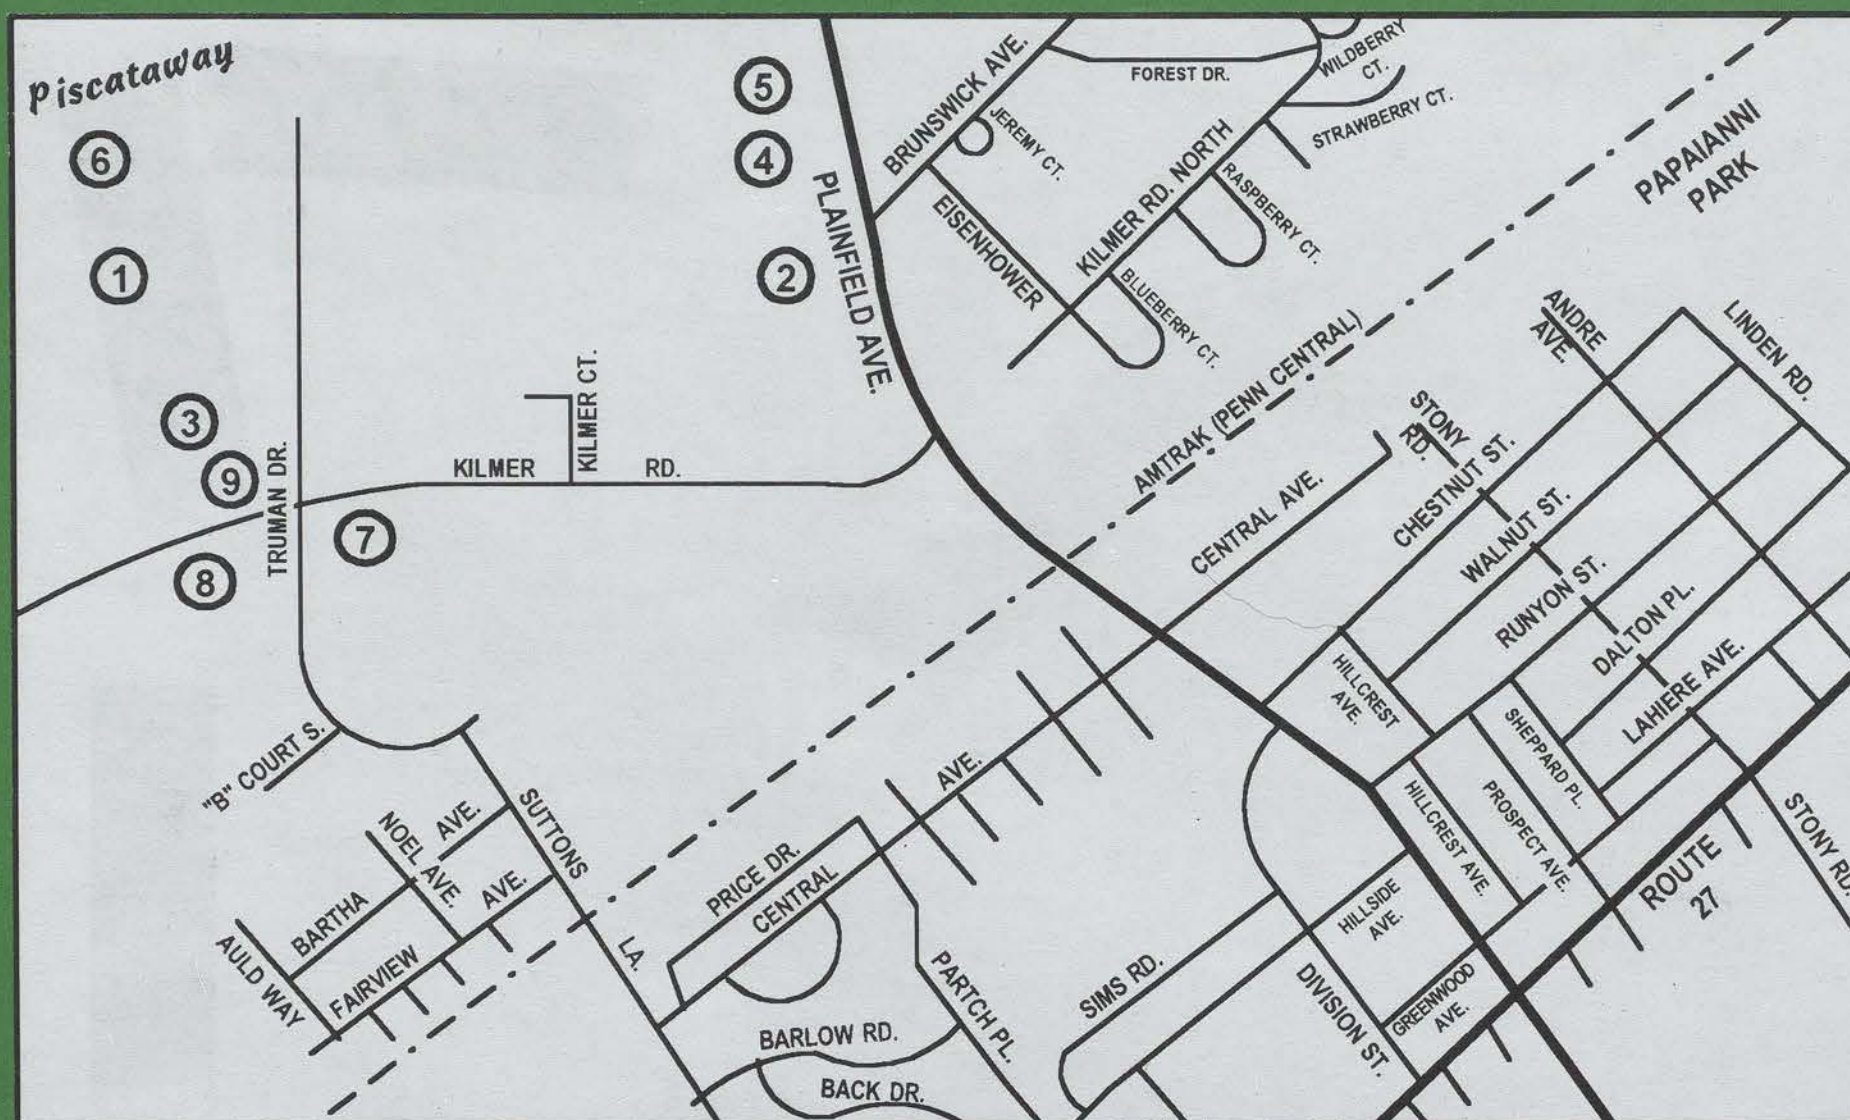 Piscataway
6
1
3
9
8
7
5
4
2
TRUMAN DR.
KILMER RD.
KILMER CT.
PLAINFIELD AVE.
BRUNSWICK AVE.
FOREST DR.
WILDBERRY
CT.
STRAWBERRY CT.
JEREMY CT.
EISENHOWER
KILMER RD. NORTH
RASPBERRY CT.
BLUEBERRY CT.
PAPAIANNI
PARK
AMTRAK (PENN CENTRAL)
ANDRE
AVE.
LINDEN RD.
STONY
RD.
CENTRAL AVE.
CHESTNUT ST.
WALNUT ST.
RUNYON ST.
DALTON PL.
LAHIERE AVE.
HILLCREST
AVE.
SHEPPARD PL.
PROSPECT AVE.
HILLCREST AVE.
ROUTE
27
STONY RD.
"B" COURT S.
NOEL AVE.
BARTHA AVE.
SUTTONS LA.
AULD WAY
FAIRVIEW AVE.
PRICE DR.
CENTRAL AVE.
PARTCH PL.
BARLOW RD.
BACK DR.
SIMS RD.
DIVISION ST.
HILLSIDE
AVE.
GREENWOOD
AVE.